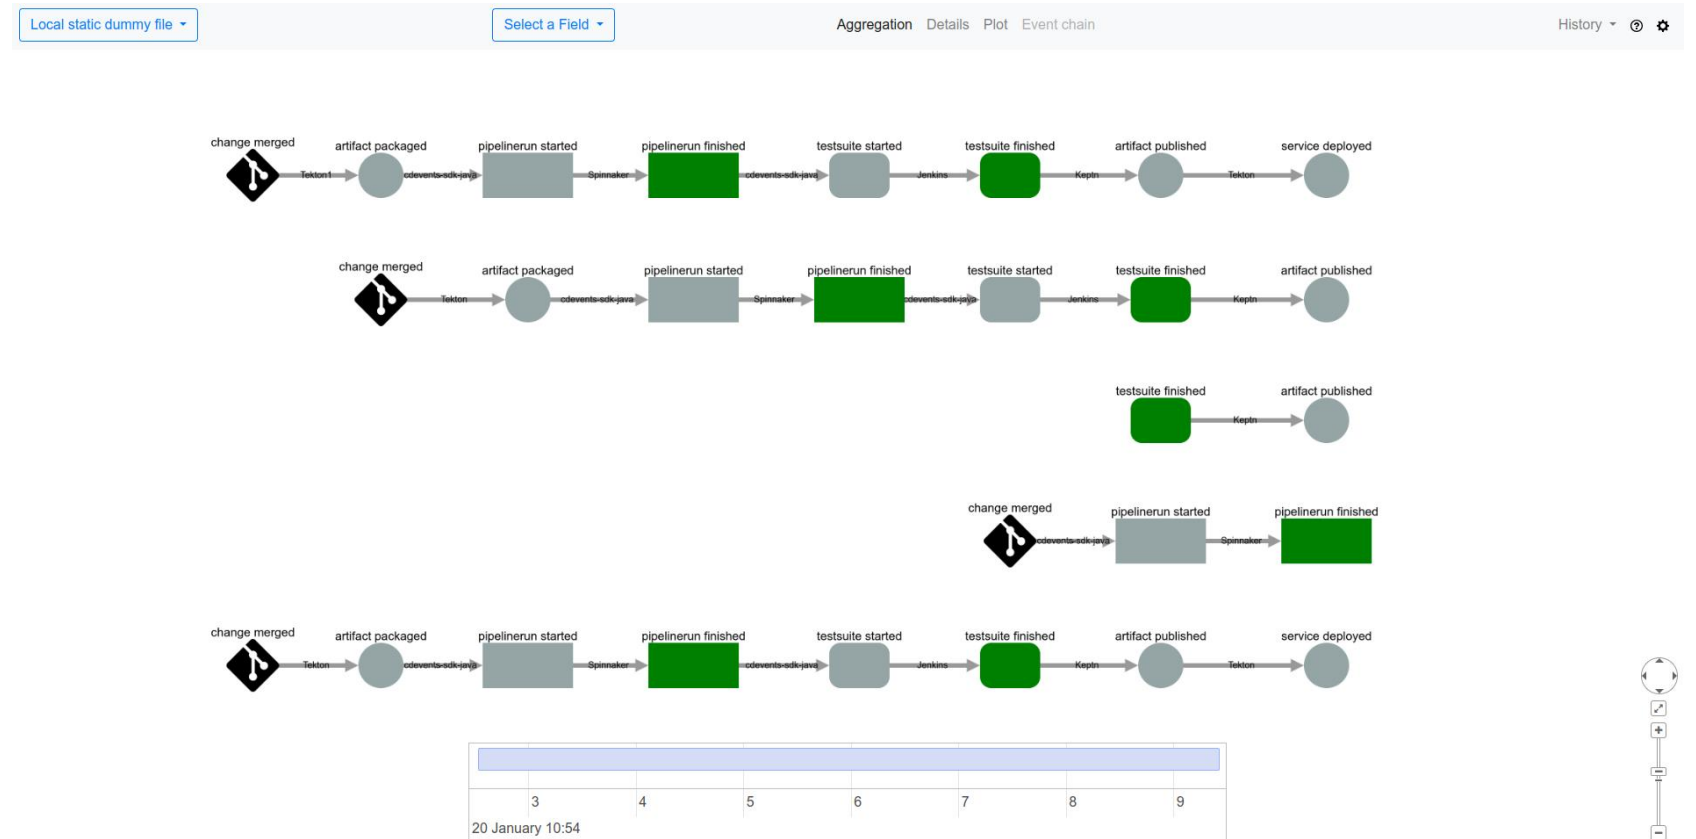 Local static dummy file
Select a Field
Aggregation Details Plot Event chain
History
change merged artifact packaged pipelinerun started pipelinerun finished testsuite started testsuite finished artifact published service deployed
Tekton1 cdevents-sdk-java Spinnaker cdevents-sdk-java Jenkins Keptn Tekton
change merged artifact packaged pipelinerun started pipelinerun finished testsuite started testsuite finished artifact published
Tekton cdevents-sdk-java Spinnaker cdevents-sdk-java Jenkins Keptn
testsuite finished artifact published
Keptn
change merged pipelinerun started pipelinerun finished
cdevents-sdk-java Spinnaker
change merged artifact packaged pipelinerun started pipelinerun finished testsuite started testsuite finished artifact published service deployed
Tekton cdevents-sdk-java Spinnaker cdevents-sdk-java Jenkins Keptn Tekton
3 4 5 6 7 8 9
20 January 10:54